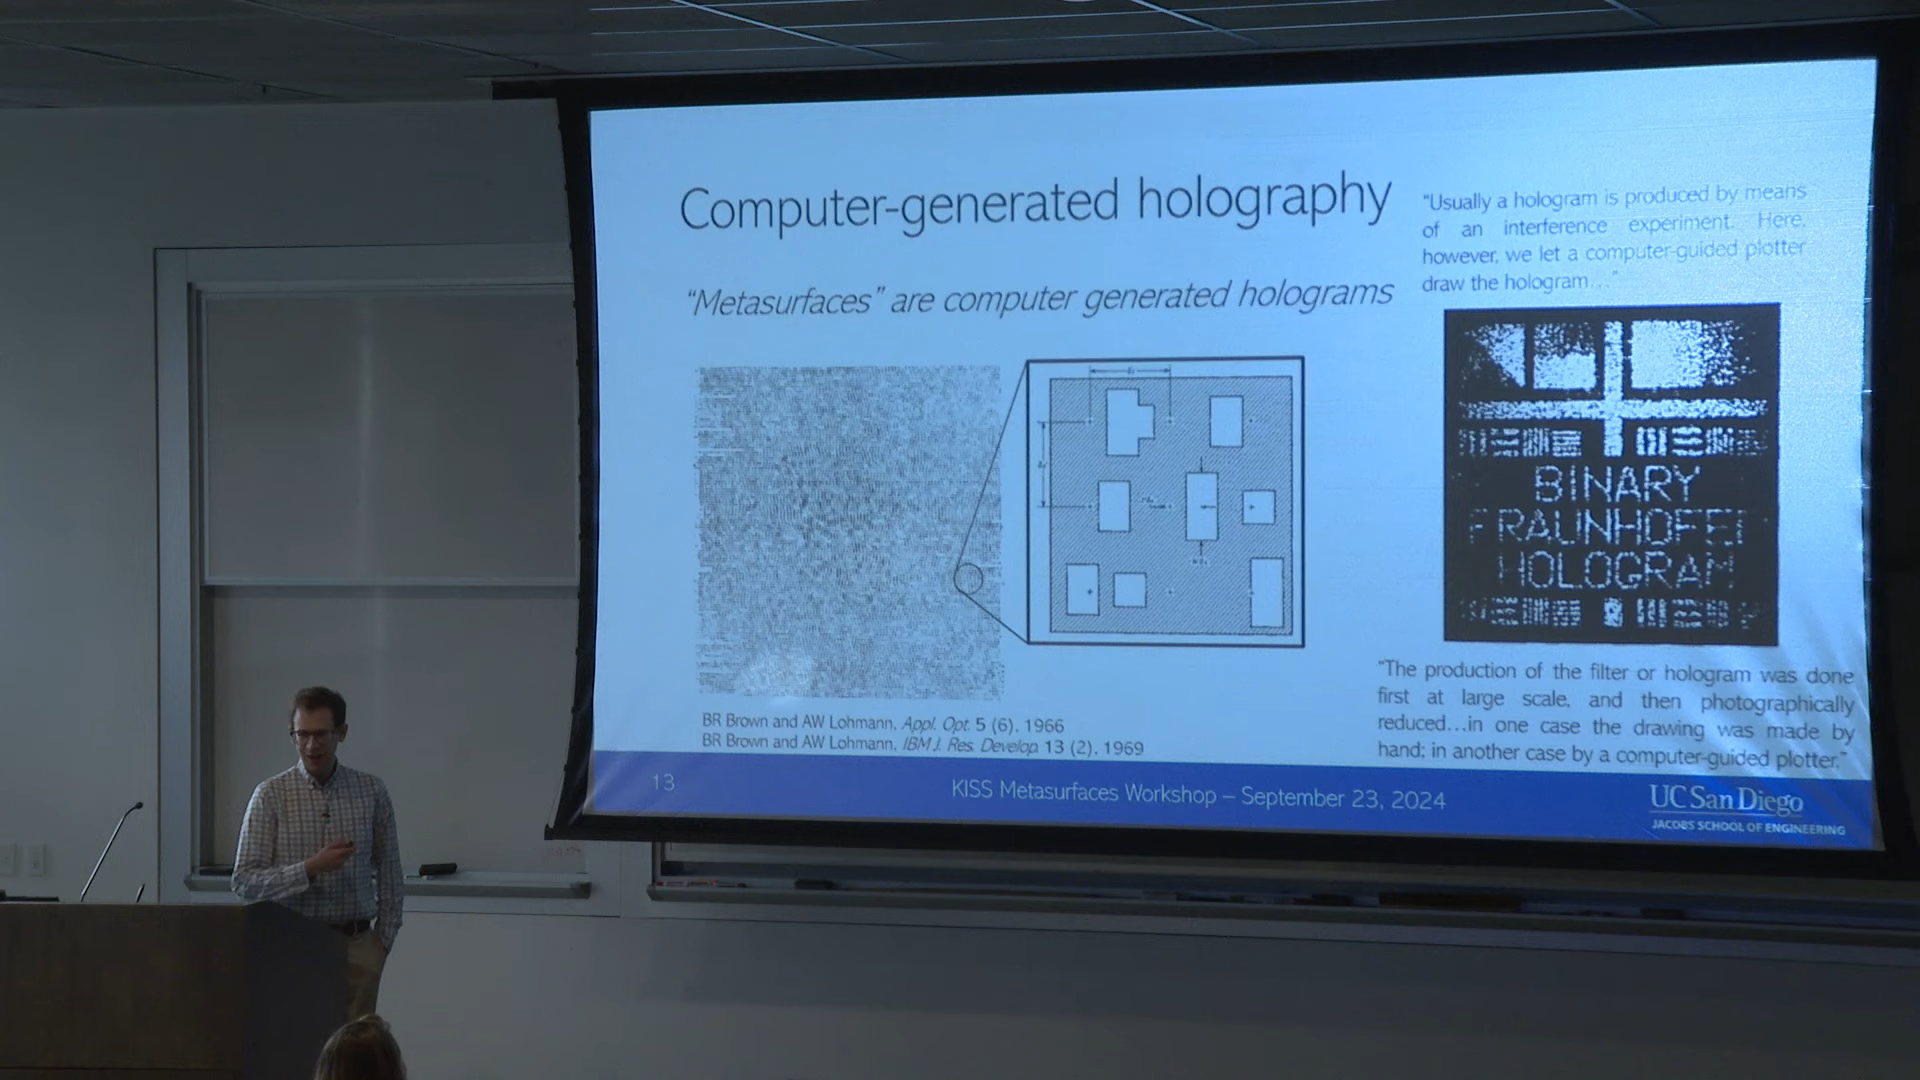 Computer-generated holography
"Metasurfaces" are computer generated holograms
"Usually a hologram is produced by means
of an interference experiment. Here,
however, we let a computer-guided plotter
draw the hologram..."
BINARY
FRAUNHOFER
HOLOGRAM
"The production of the filter or hologram was done
first at large scale, and then photographically
reduced...in one case the drawing was made by
hand; in another case by a computer-guided plotter."
BR Brown and AW Lohmann, Appl. Opt. 5 (6), 1966
BR Brown and AW Lohmann, IBM J. Res. Develop. 13 (2), 1969
13
KISS Metasurfaces Workshop – September 23, 2024
UC San Diego
JACOBS SCHOOL OF ENGINEERING